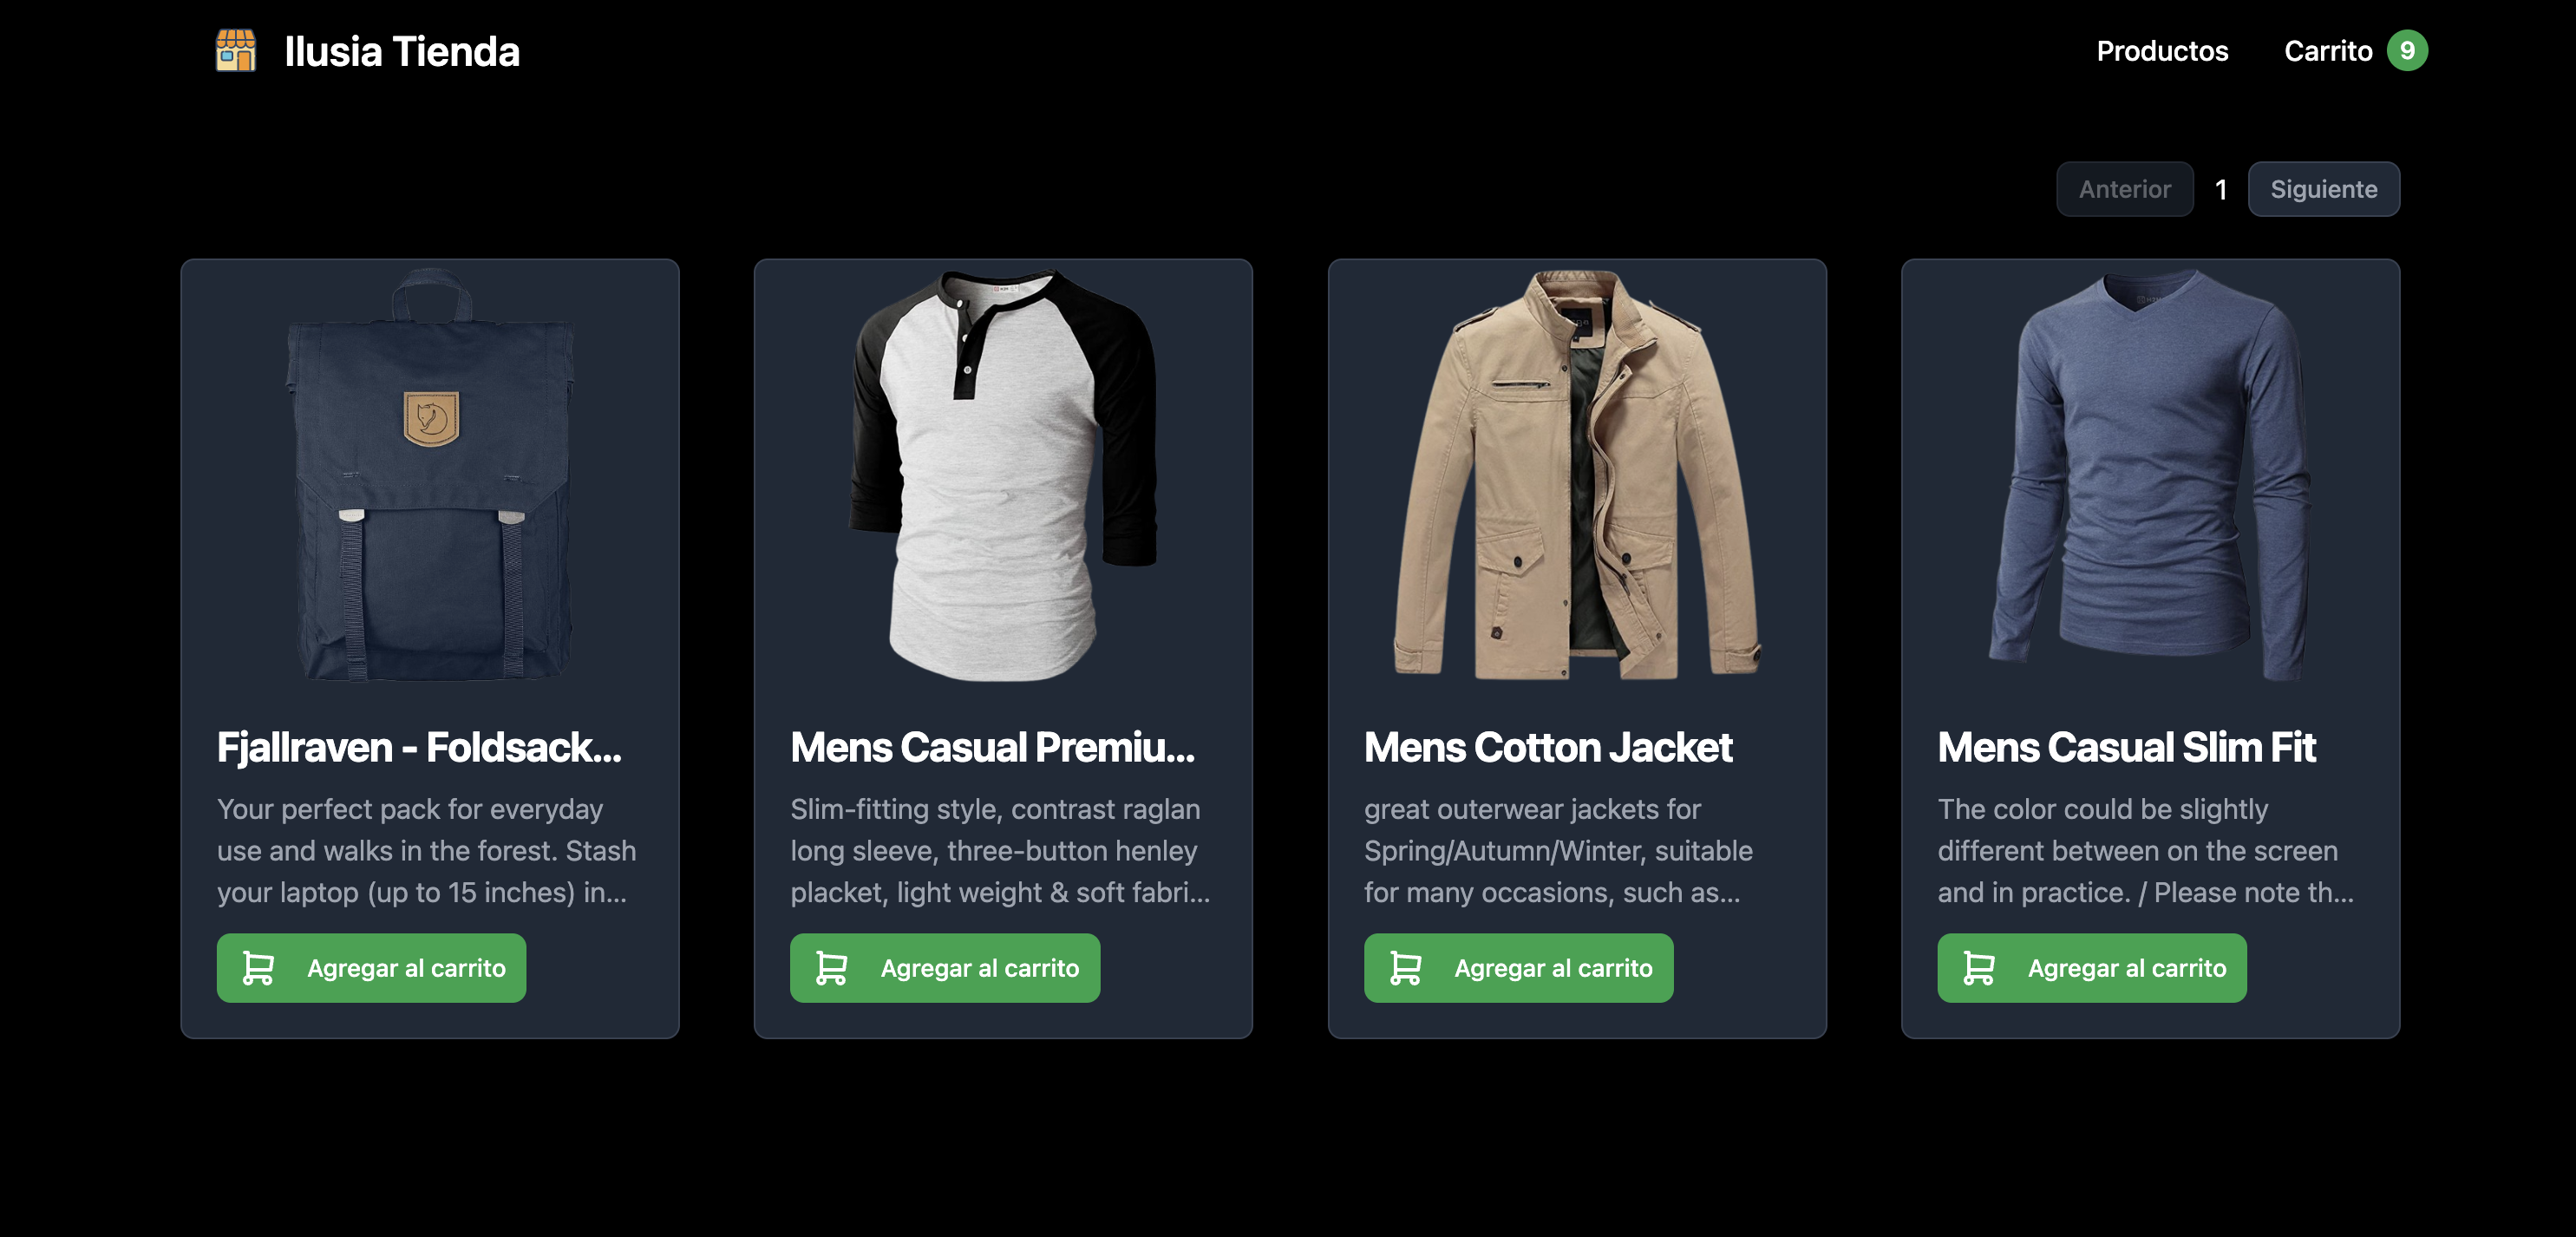 Ilusia Tienda
Productos
Carrito 9
Anterior 1 Siguiente
Fjallraven - Foldsack...
Your perfect pack for everyday
use and walks in the forest. Stash
your laptop (up to 15 inches) in...
Agregar al carrito
Mens Casual Premiu...
Slim-fitting style, contrast raglan
long sleeve, three-button henley
placket, light weight & soft fabri...
Agregar al carrito
Mens Cotton Jacket
great outerwear jackets for
Spring/Autumn/Winter, suitable
for many occasions, such as...
Agregar al carrito
Mens Casual Slim Fit
The color could be slightly
different between on the screen
and in practice. / Please note th...
Agregar al carrito